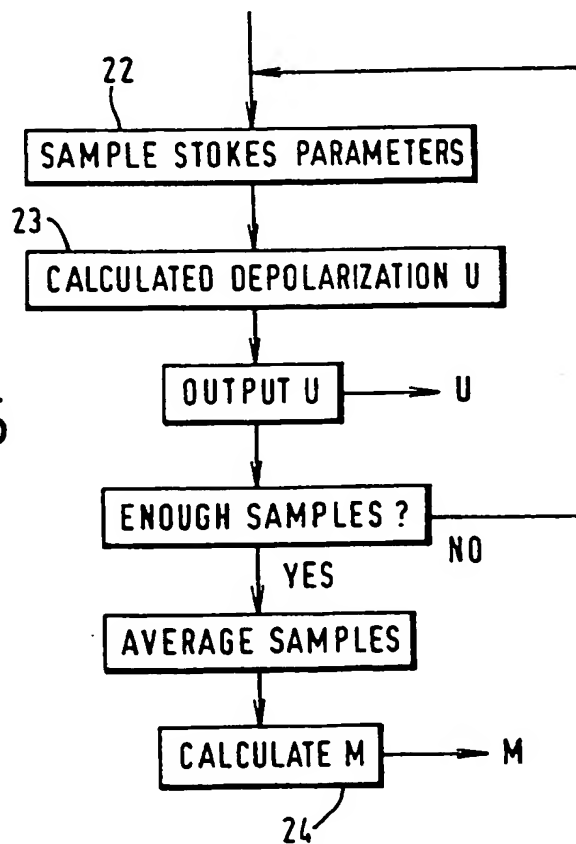 22
SAMPLE STOKES PARAMETERS
23
CALCULATED DEPOLARIZATION U
OUTPUT U
U
ENOUGH SAMPLES ?
NO
YES
AVERAGE SAMPLES
CALCULATE M
M
24